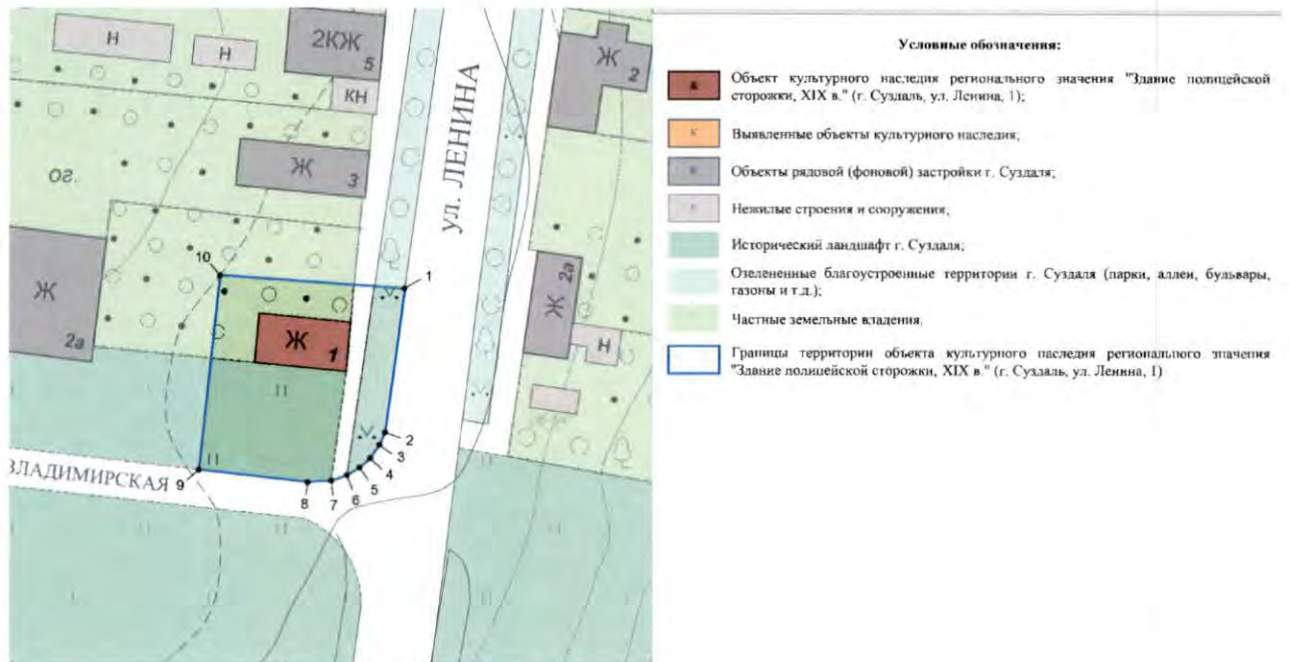 Н
Н
2КЖ
5
КН
Ж
2
ул. ЛЕНИНА
Ж
3
ог.
10
1
Ж
2а
Ж
1
Ж
2а
Н
2
3
4
5
6
7
8
9
ВЛАДИМИРСКАЯ
Условные обозначения:
Объект культурного наследия регионального значения "Здание полицейской
сторожки, XIX в." (г. Суздаль, ул. Ленина, 1);
Выявленные объекты культурного наследия;
Объекты рядовой (фоновой) застройки г. Суздаля;
Нежилые строения и сооружения;
Исторический ландшафт г. Суздаля;
Озелененные благоустроенные территории г. Суздаля (парки, аллеи, бульвары,
газоны и т.д.);
Частные земельные владения;
Границы территории объекта культурного наследия регионального значения
"Здание полицейской сторожки, XIX в." (г. Суздаль, ул. Ленина, 1)